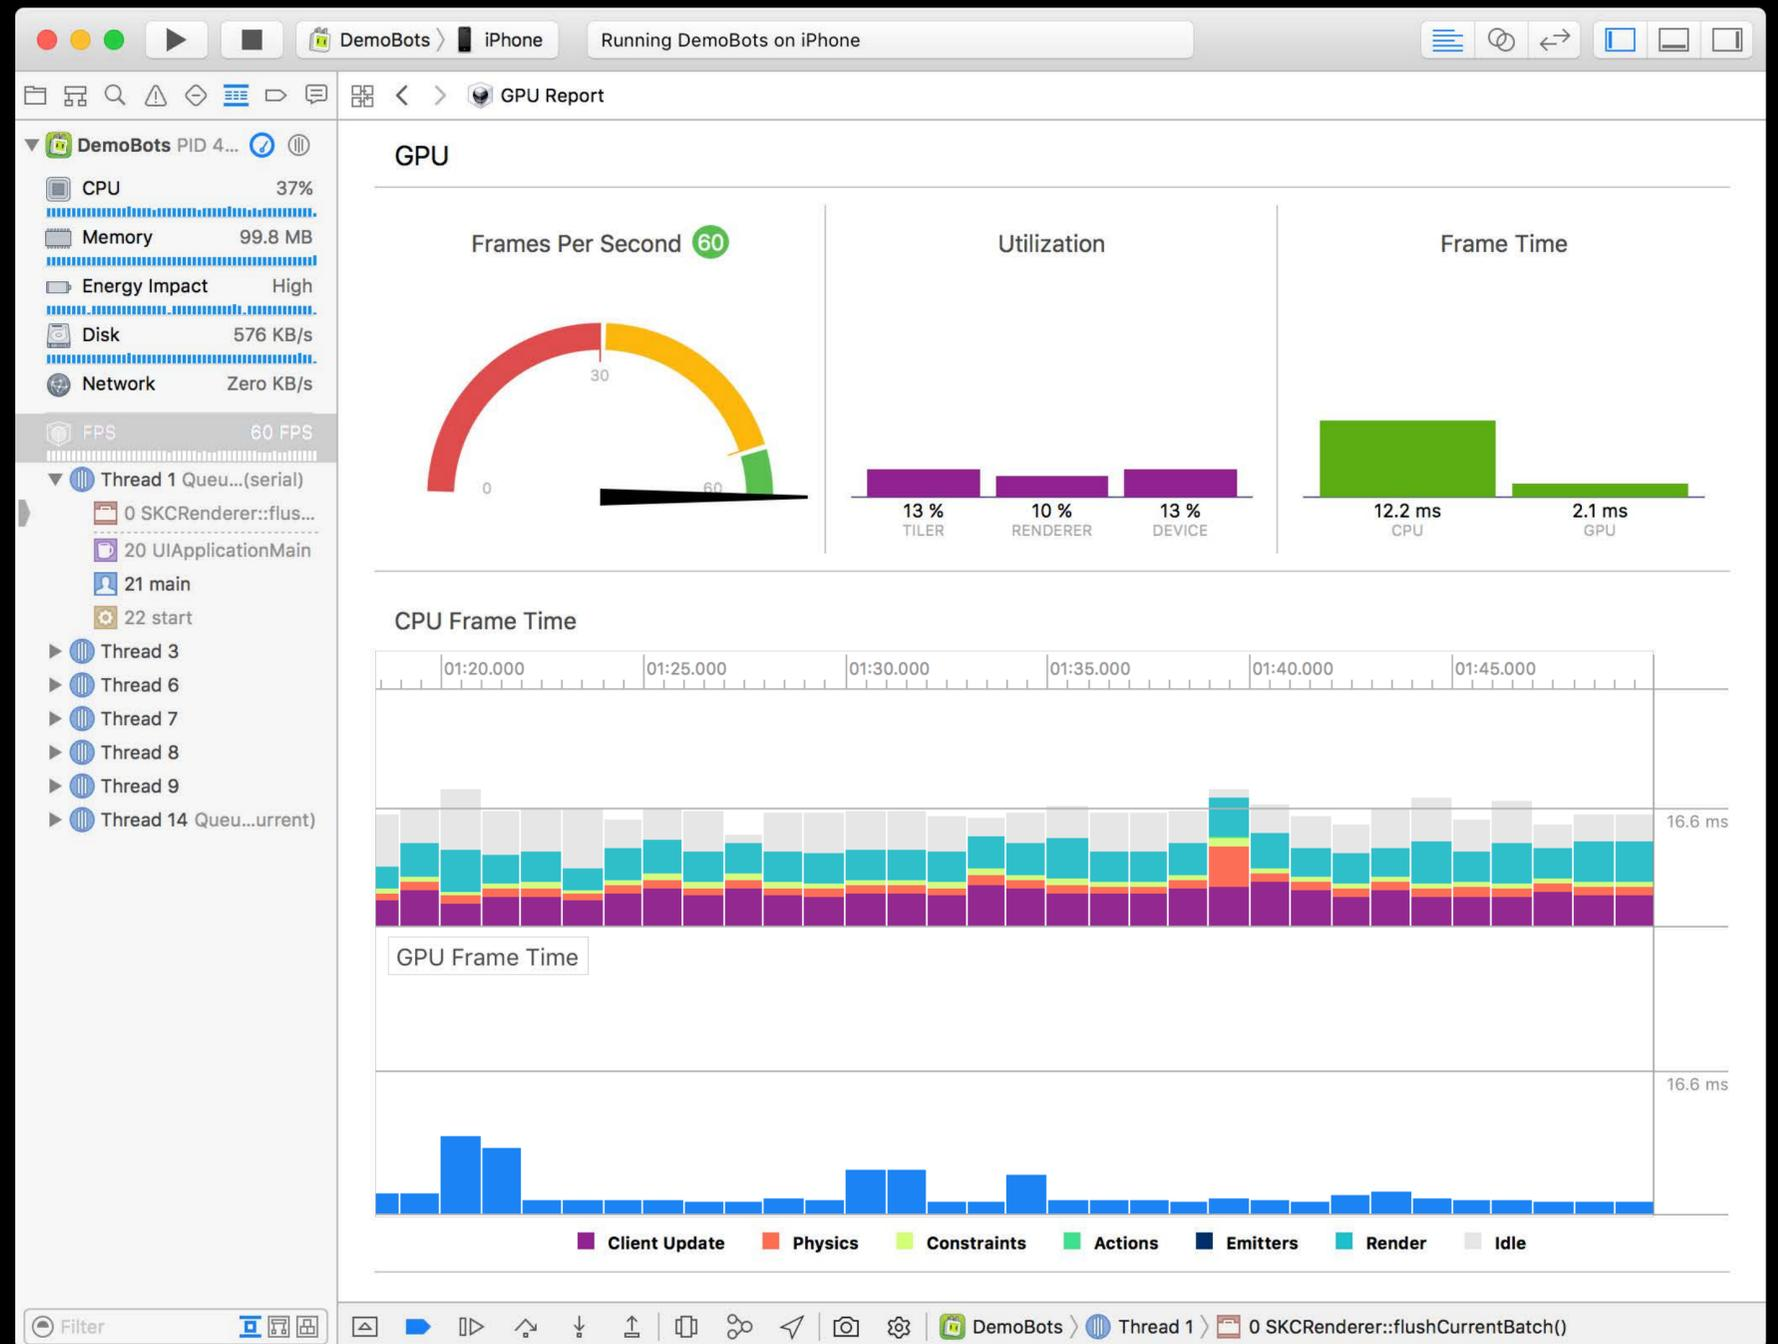 DemoBots iPhone Running DemoBots on iPhone
GPU Report
DemoBots PID 4...
CPU 37%
Memory 99.8 MB
Energy Impact High
Disk 576 KB/s
Network Zero KB/s
FPS 60 FPS
Thread 1 Queu...(serial)
0 SKCRenderer::flus...
20 UIApplicationMain
21 main
22 start
Thread 3
Thread 6
Thread 7
Thread 8
Thread 9
Thread 14 Queu...urrent)
Filter
GPU
Frames Per Second 60
30
0 60
Utilization
13 % 10 % 13 %
TILER RENDERER DEVICE
Frame Time
12.2 ms 2.1 ms
CPU GPU
CPU Frame Time
01:20.000 01:25.000 01:30.000 01:35.000 01:40.000 01:45.000
16.6 ms
GPU Frame Time
16.6 ms
Client Update Physics Constraints Actions Emitters Render Idle
DemoBots Thread 1 0 SKCRenderer::flushCurrentBatch()